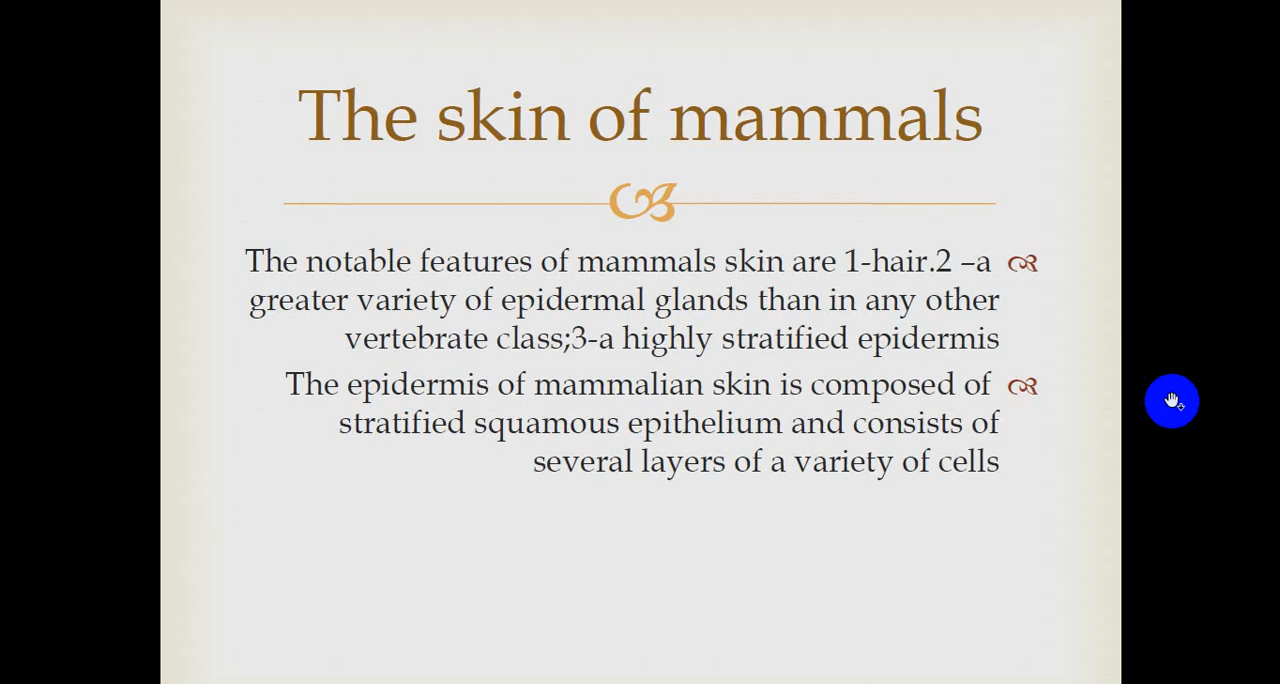 The skin of mammals
The notable features of mammals skin are 1-hair.2 –a
greater variety of epidermal glands than in any other
vertebrate class;3-a highly stratified epidermis
The epidermis of mammalian skin is composed of
stratified squamous epithelium and consists of
several layers of a variety of cells